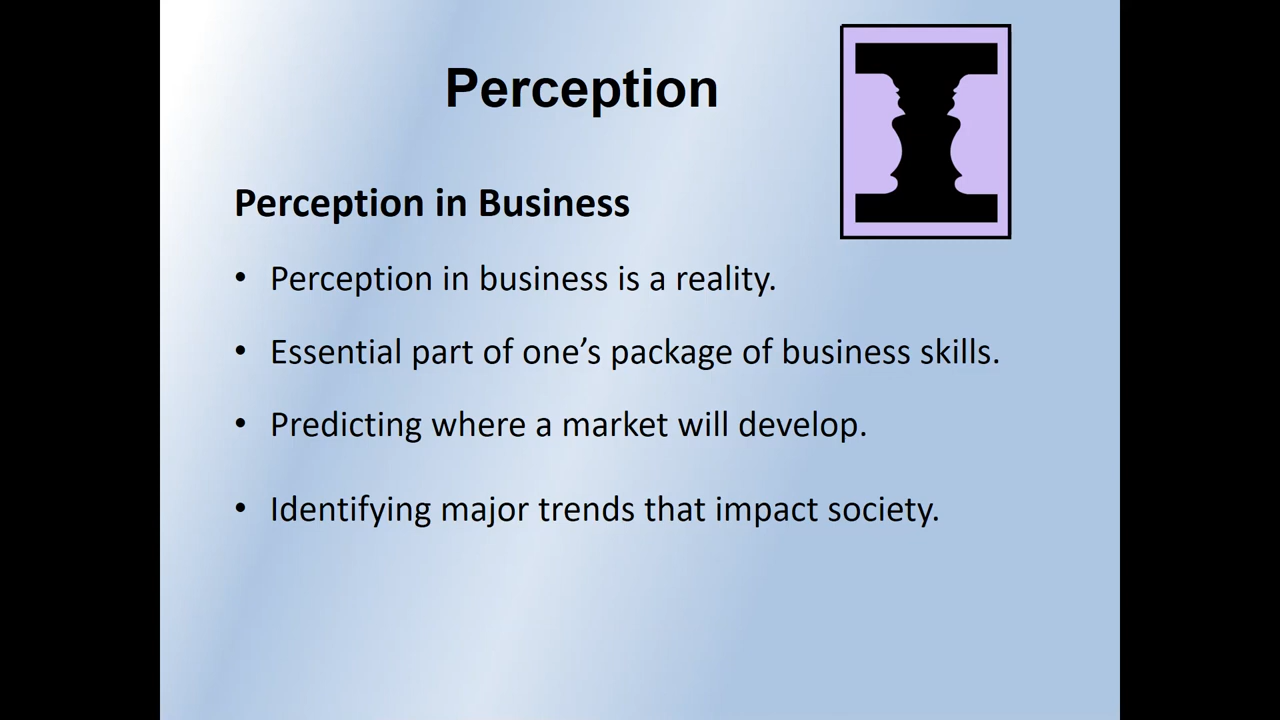 Perception
Perception in Business
• Perception in business is a reality.
• Essential part of one’s package of business skills.
• Predicting where a market will develop.
• Identifying major trends that impact society.